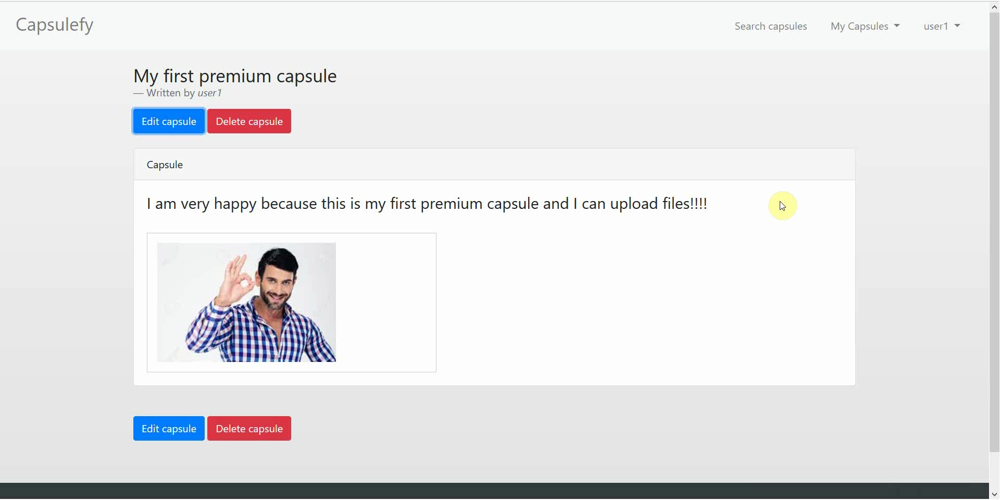 Capsulefy
Search capsules
My Capsules
user1
My first premium capsule
— Written by user1
Edit capsule
Delete capsule
Capsule
I am very happy because this is my first premium capsule and I can upload files!!!!
123RF
Edit capsule
Delete capsule